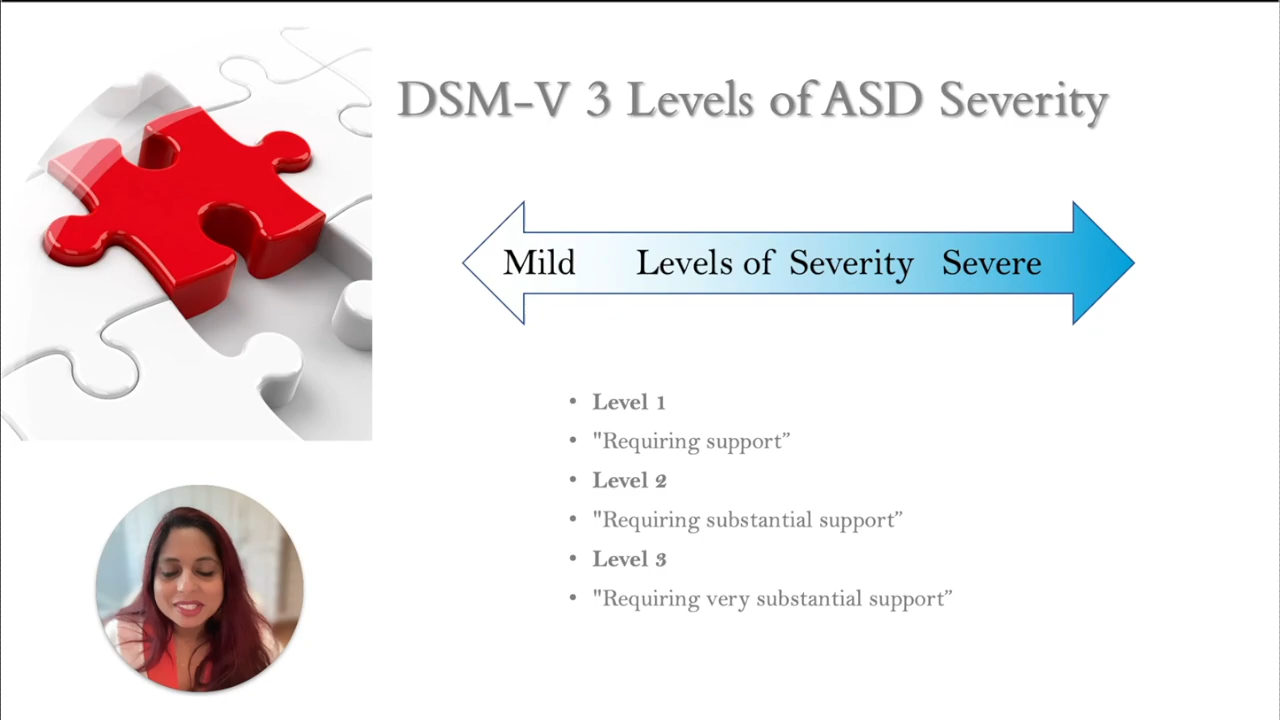 DSM-V 3 Levels of ASD Severity
Mild Levels of Severity Severe
• Level 1
• "Requiring support”
• Level 2
• "Requiring substantial support”
• Level 3
• "Requiring very substantial support”